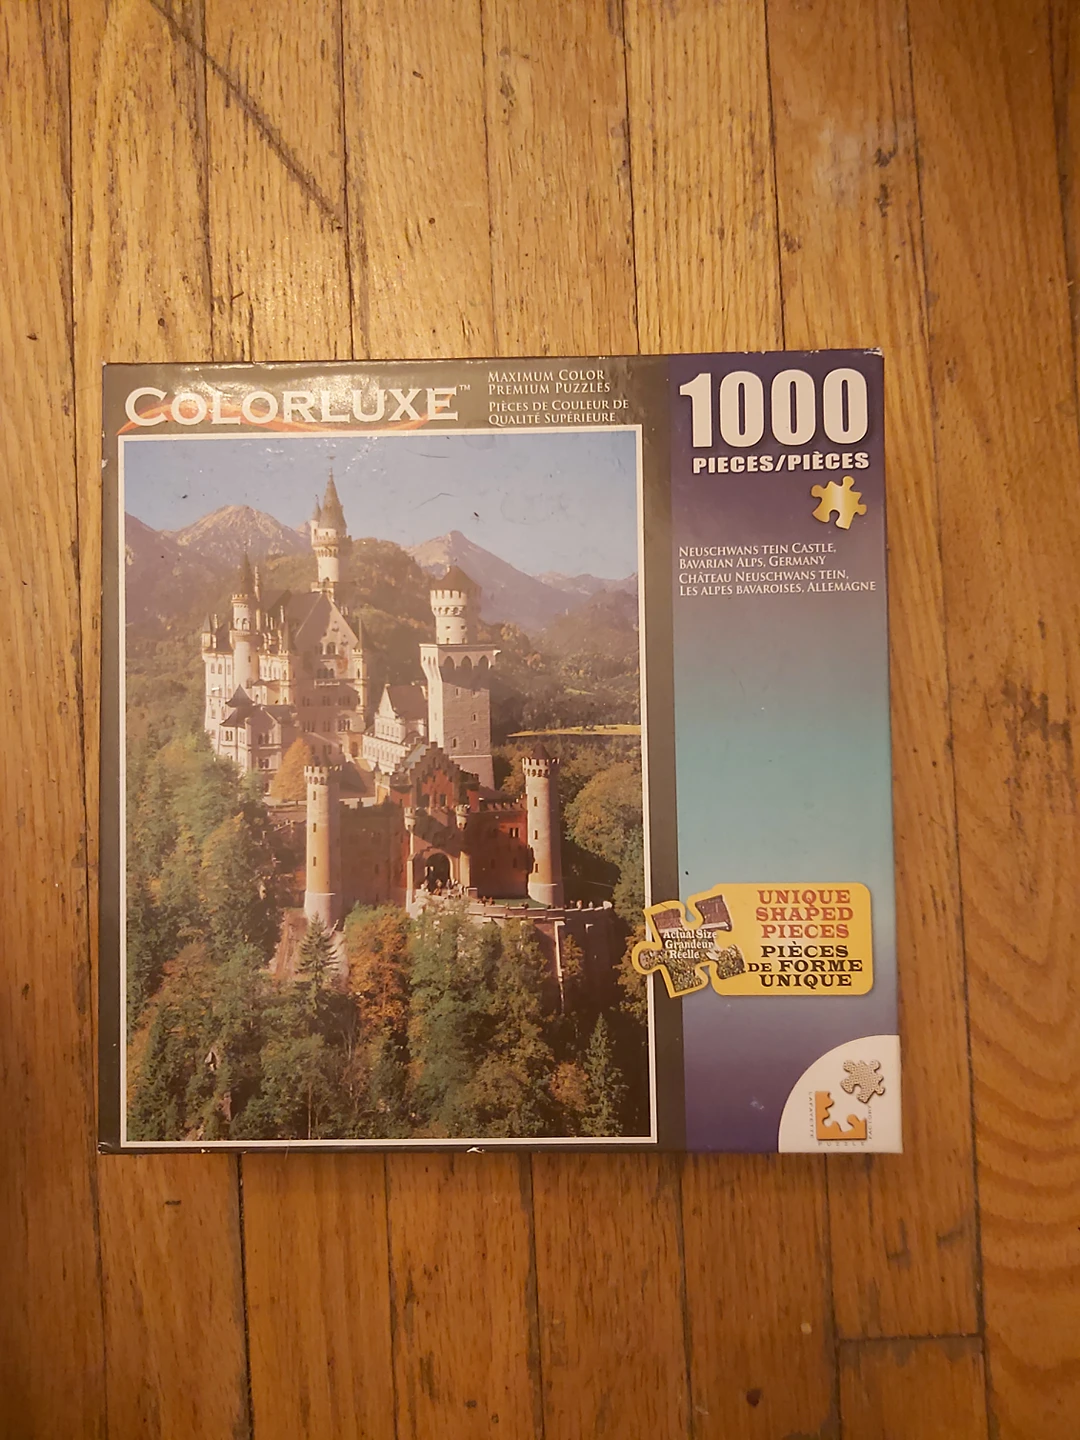 COLORLUXE™
MAXIMUM COLOR
PREMIUM PUZZLES
PIÈCES DE COULEUR DE
QUALITÉ SUPÉRIEURE
1000
PIECES/PIÈCES
NEUSCHWANS TEIN CASTLE,
BAVARIAN ALPS, GERMANY
CHÂTEAU NEUSCHWANS TEIN,
LES ALPES BAVAROISES, ALLEMAGNE
Actual Size
Grandeur
Réelle
UNIQUE
SHAPED
PIECES
PIÈCES
DE FORME
UNIQUE
PUZZLE